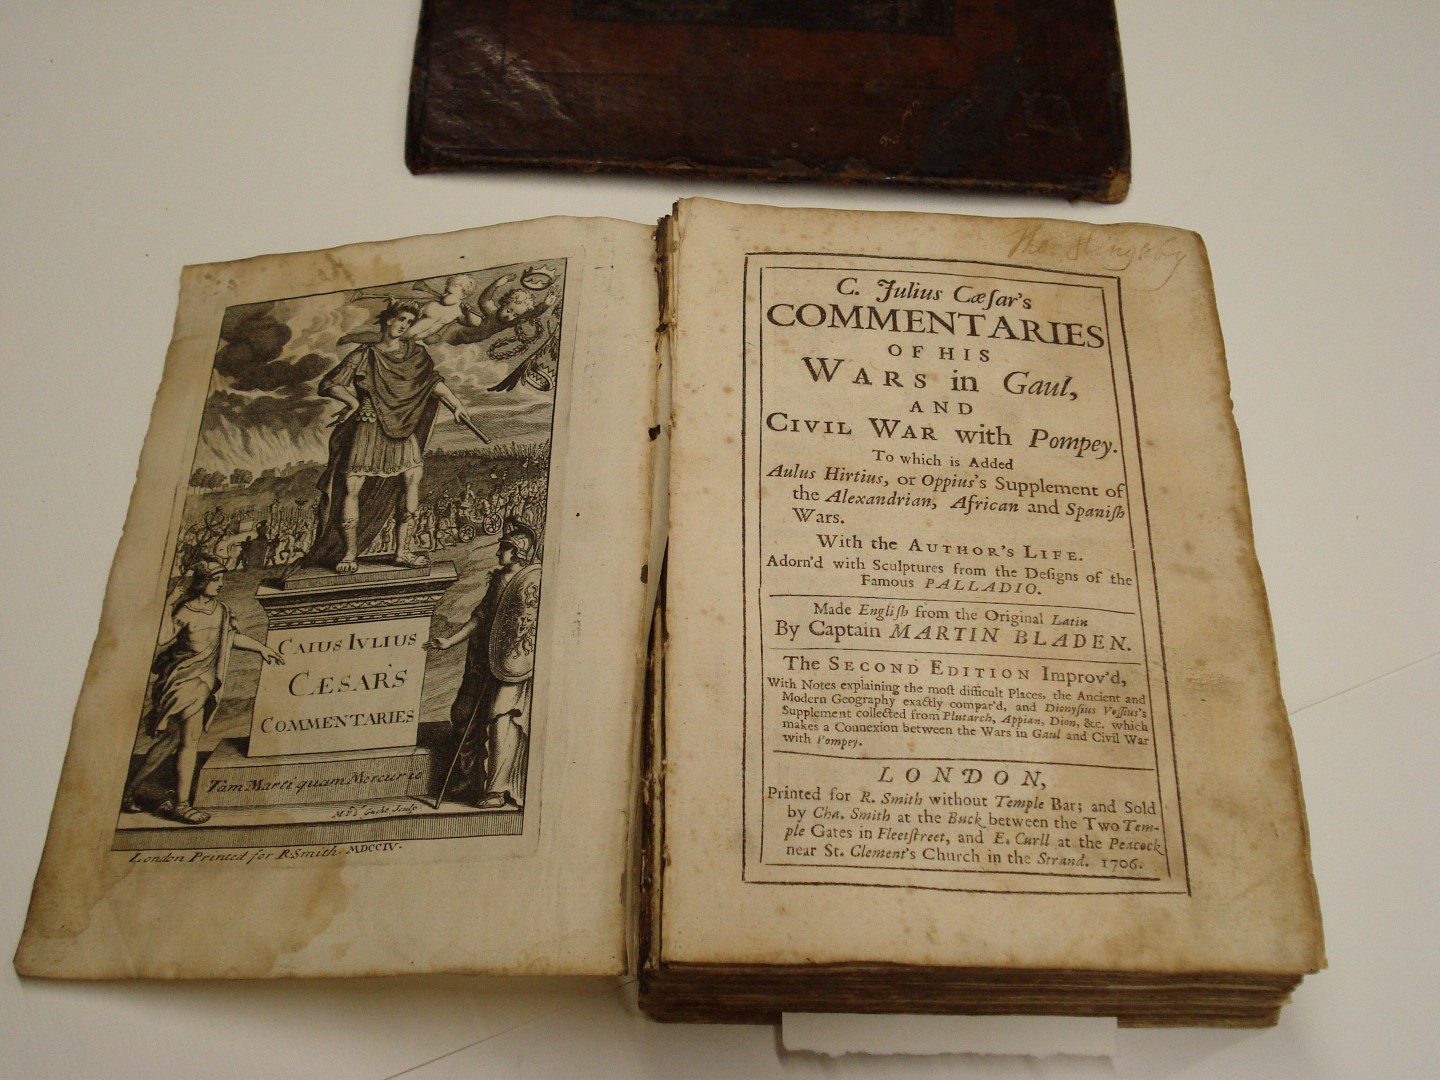 CAIUS IVLIUS
CÆSAR'S
COMMENTARIES
Tam Marti quam Mercurio
London Printed for R. Smith. MDCCIV.
C. Julius Cæſar's
COMMENTARIES
OF HIS
WARS in Gaul,
AND
CIVIL WAR with Pompey.
To which is Added
Aulus Hirtius, or Oppius's Supplement of
the Alexandrian, African and Spaniſh
Wars.
With the AUTHOR'S LIFE.
Adorn'd with Sculptures from the Deſigns of the
Famous PALLADIO.
Made Engliſh from the Original Latin
By Captain MARTIN BLADEN.
The SECOND EDITION Improv'd,
With Notes explaining the moſt difficult Places, the Ancient and
Modern Geography exactly compar'd, and Dionyſius Voſſius's
Supplement collected from Plutarch, Appian, Dion, &c. which
makes a Connexion between the Wars in Gaul and Civil War
with Pompey.
LONDON,
Printed for R. Smith without Temple Bar; and Sold
by Cha. Smith at the Buck between the Two Tem-
ple Gates in Fleetſtreet, and E. Curll at the Peacock
near St. Clement's Church in the Strand. 1706.